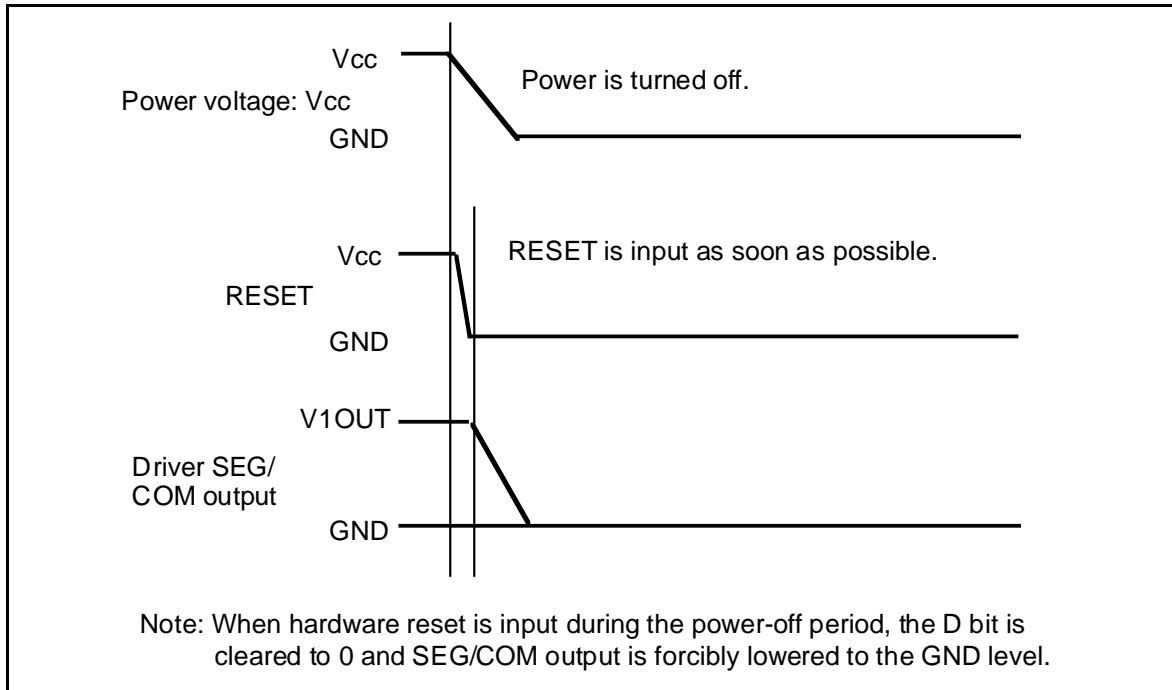 Vcc
Power is turned off.
Power voltage: Vcc
GND
Vcc
RESET is input as soon as possible.
RESET
GND
V1OUT
Driver SEG/
COM output
GND
Note: When hardware reset is input during the power-off period, the D bit is
cleared to 0 and SEG/COM output is forcibly lowered to the GND level.